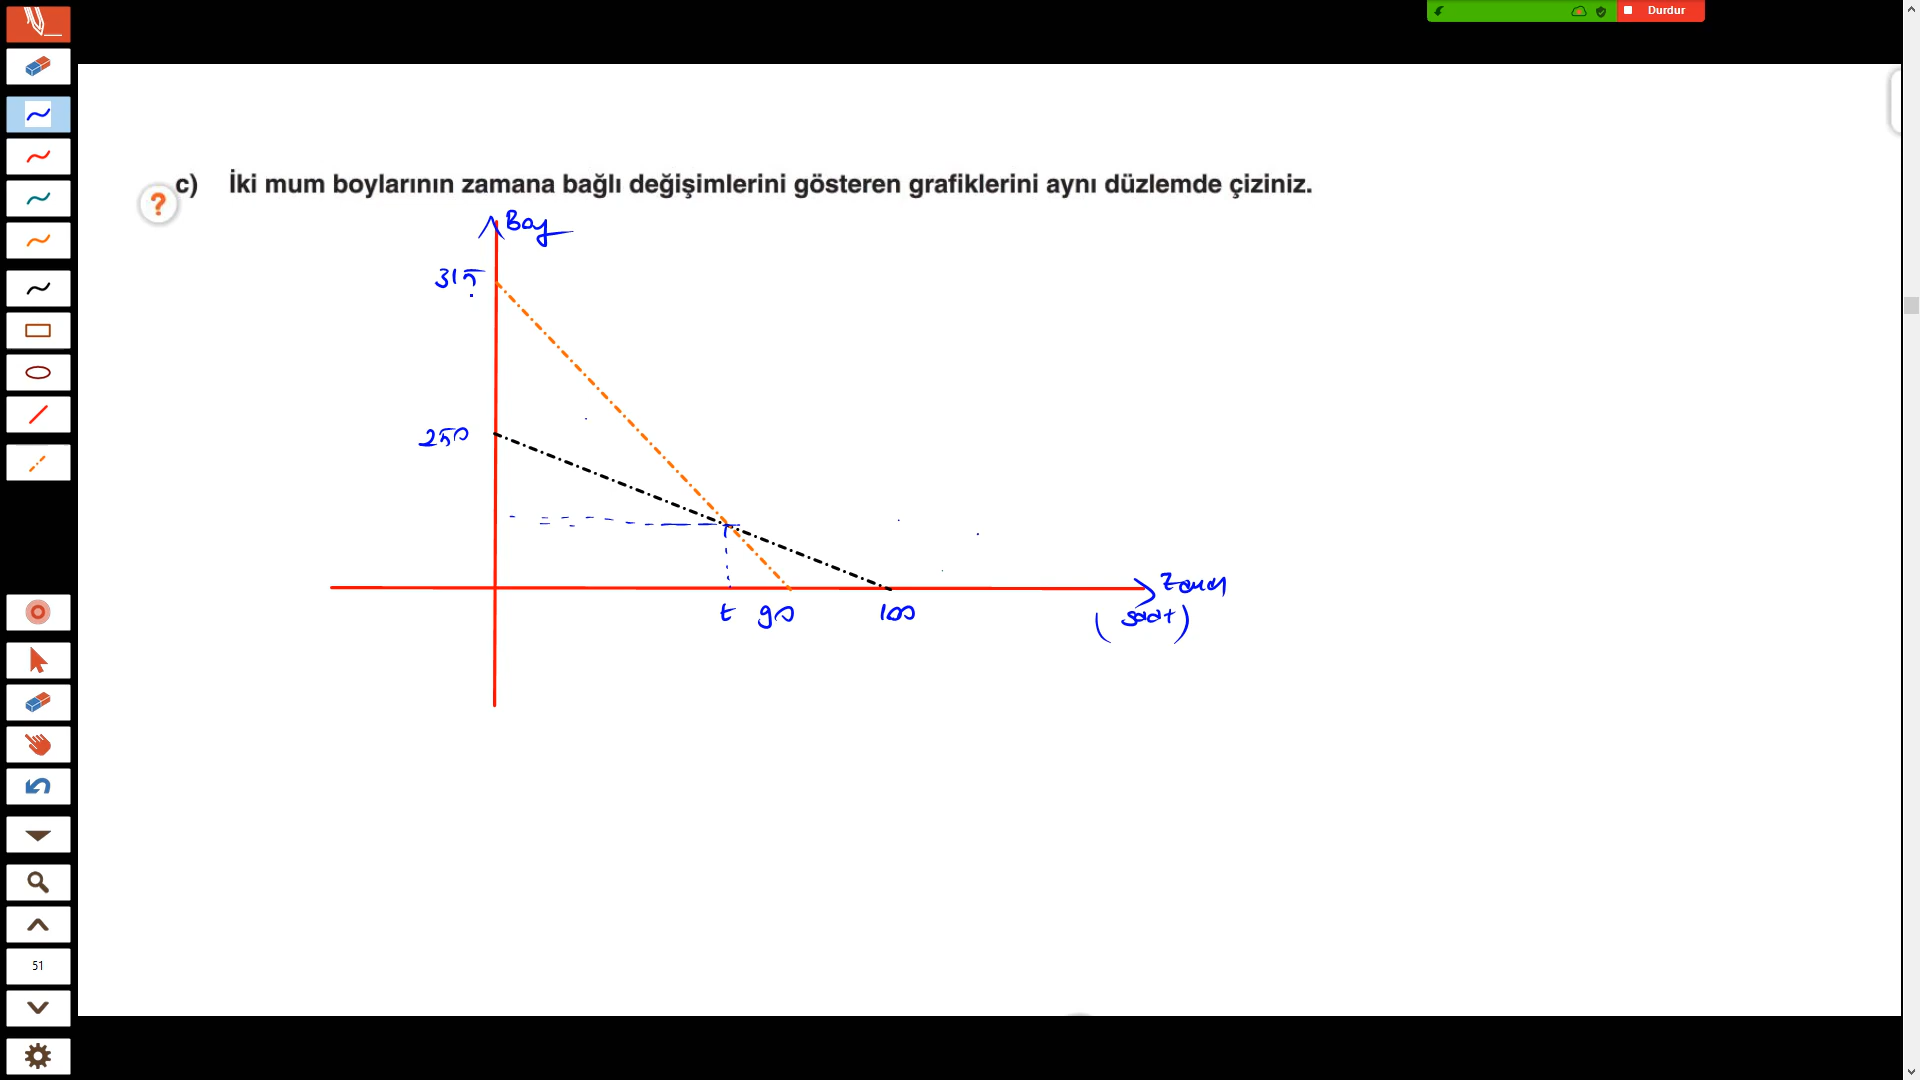 Durdur
c) İki mum boylarının zamana bağlı değişimlerini gösteren grafiklerini aynı düzlemde çiziniz.
?
Boy
315
250
t 90 100
Zaman
(saat)
51